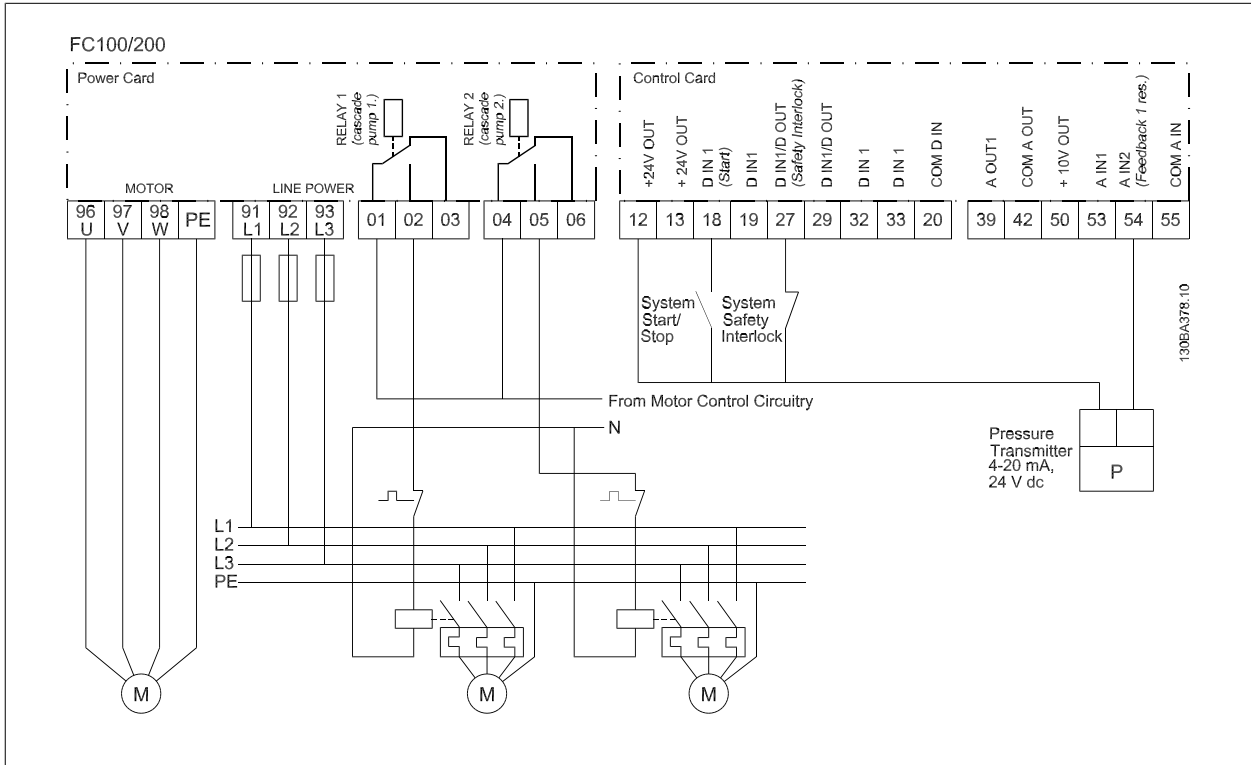 FC100/200
Power Card
Control Card
RELAY 1
(cascade
pump 1.)
RELAY 2
(cascade
pump 2.)
MOTOR
LINE POWER
+24V OUT
+ 24V OUT
D IN 1
(Start)
D IN1
D IN1/D OUT
(Safety Interlock)
D IN1/D OUT
D IN 1
D IN 1
COM D IN
A OUT1
COM A OUT
+ 10V OUT
A IN1
A IN2
(Feedback 1 res.)
COM A IN
96 97 98 PE
U V W
91 92 93
L1 L2 L3
01 02 03
04 05 06
12 13 18 19 27 29 32 33 20
39 42 50 53 54 55
System
Start/
Stop
System
Safety
Interlock
130BA378.10
From Motor Control Circuitry
N
Pressure
Transmitter
4-20 mA,
24 V dc
P
L1
L2
L3
PE
M
M
M